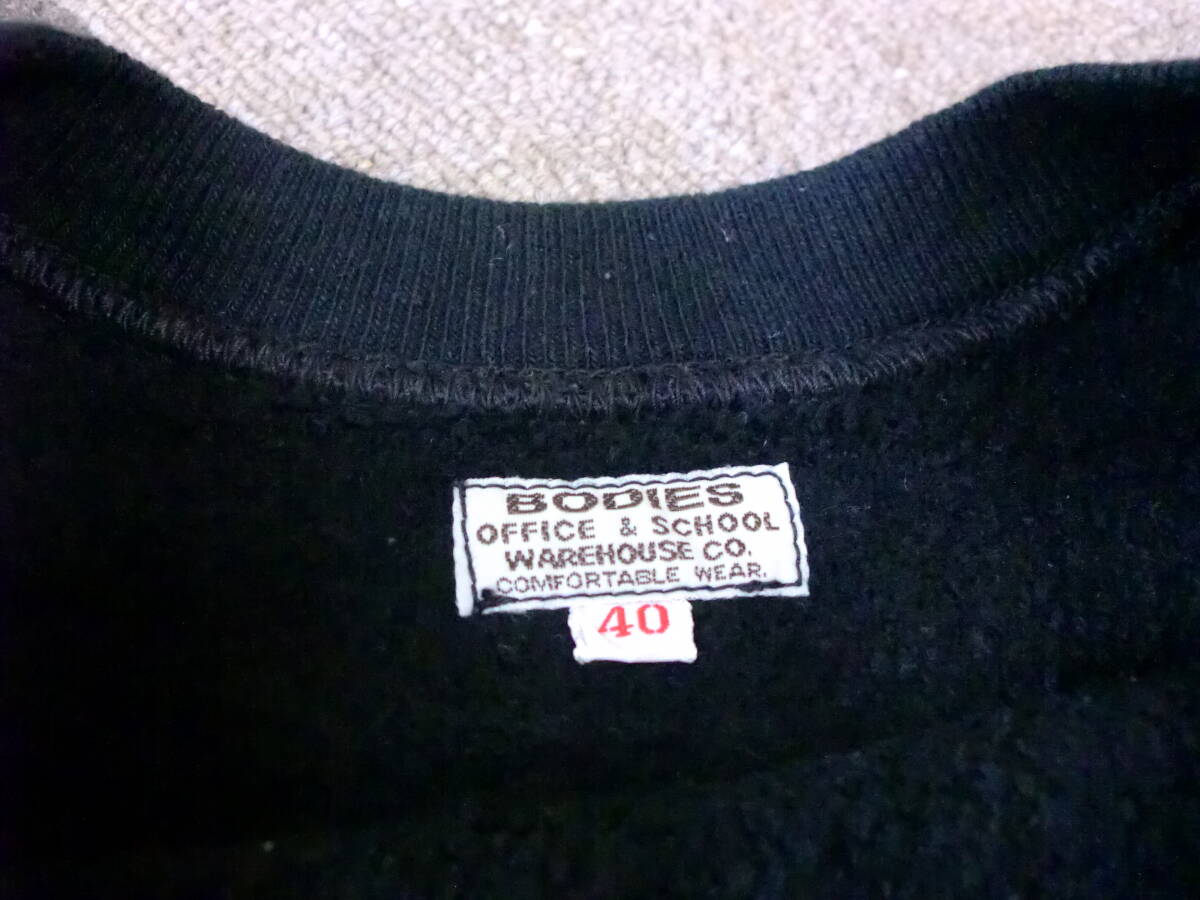 BODIES
OFFICE & SCHOOL
WAREHOUSE CO.
COMFORTABLE WEAR.
40